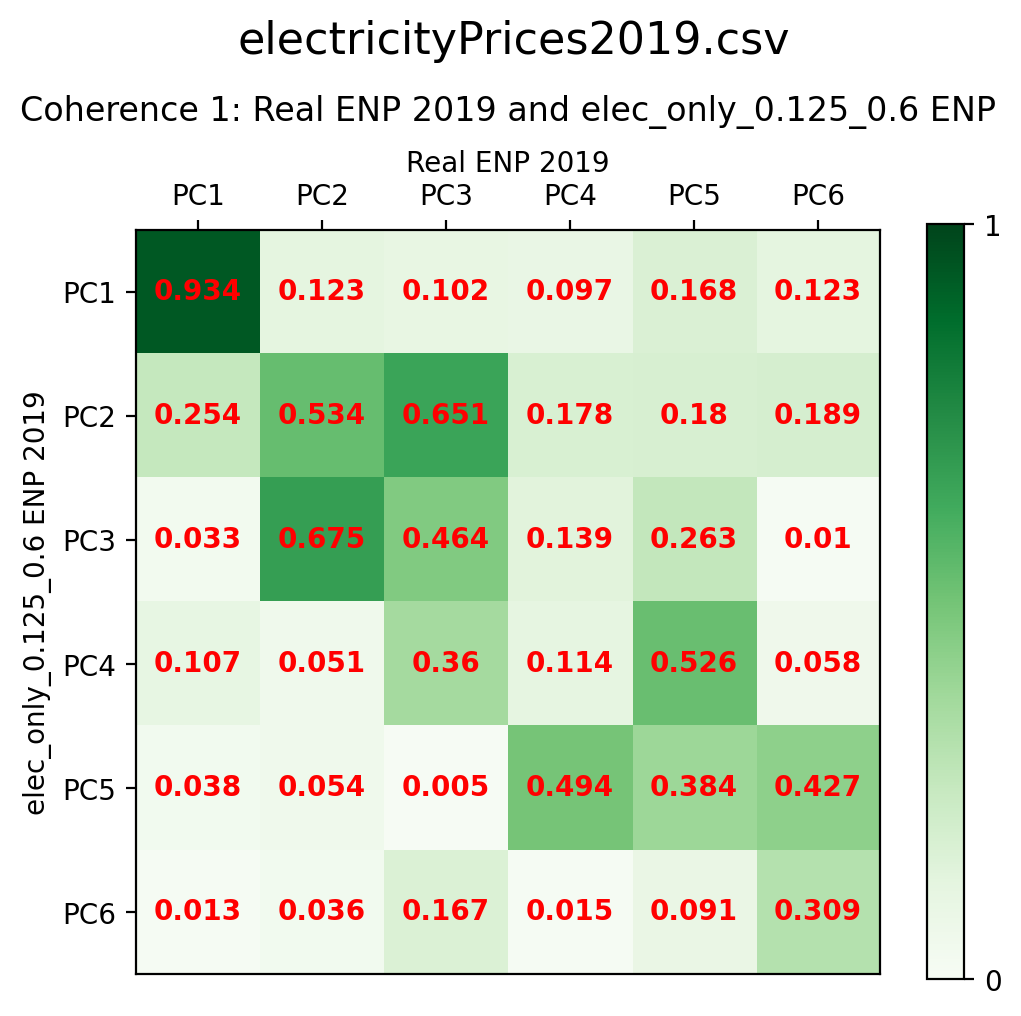 electricityPrices2019.csv
Coherence 1: Real ENP 2019 and elec_only_0.125_0.6 ENP
Real ENP 2019
PC1 PC2 PC3 PC4 PC5 PC6
1
PC1 0.934 0.123 0.102 0.097 0.168 0.123
PC2 0.254 0.534 0.651 0.178 0.18 0.189
elec_only_0.125_0.6 ENP 2019
PC3 0.033 0.675 0.464 0.139 0.263 0.01
PC4 0.107 0.051 0.36 0.114 0.526 0.058
PC5 0.038 0.054 0.005 0.494 0.384 0.427
PC6 0.013 0.036 0.167 0.015 0.091 0.309
0